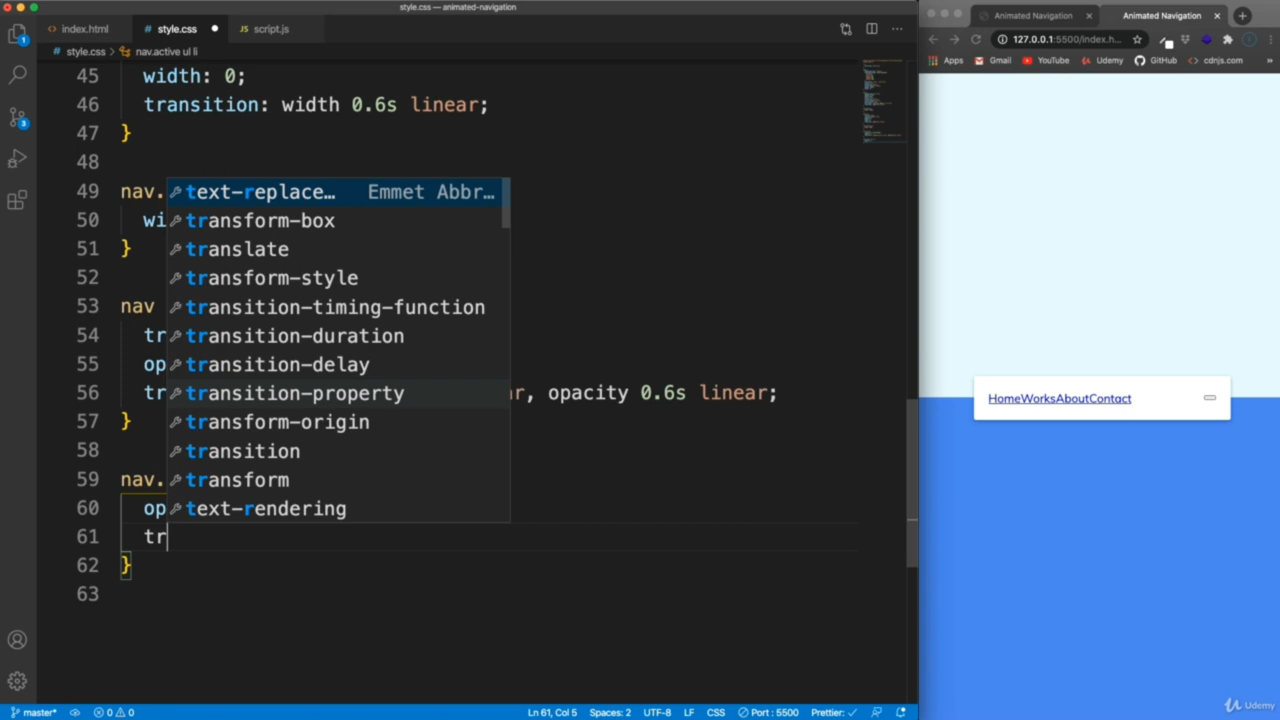 style.css — animated-navigation
index.html
style.css
script.js
style.css > nav.active ul li
45 width: 0;
46 transition: width 0.6s linear;
47 }
48
49 nav.
50 wi
51 }
52
53 nav
54 tr
55 op
56 tr r, opacity 0.6s linear;
57 }
58
59 nav.
60 op
61 tr
62 }
63
text-replace… Emmet Abbr…
transform-box
translate
transform-style
transition-timing-function
transition-duration
transition-delay
transition-property
transform-origin
transition
transform
text-rendering
1
3
master*
0 0
Ln 61, Col 5
Spaces: 2
UTF-8
LF
CSS
Port : 5500
Prettier: ✓
Animated Navigation
Animated Navigation
127.0.0.1:5500/index.h…
Apps
Gmail
YouTube
Udemy
GitHub
cdnjs.com
»
HomeWorksAboutContact
Udemy